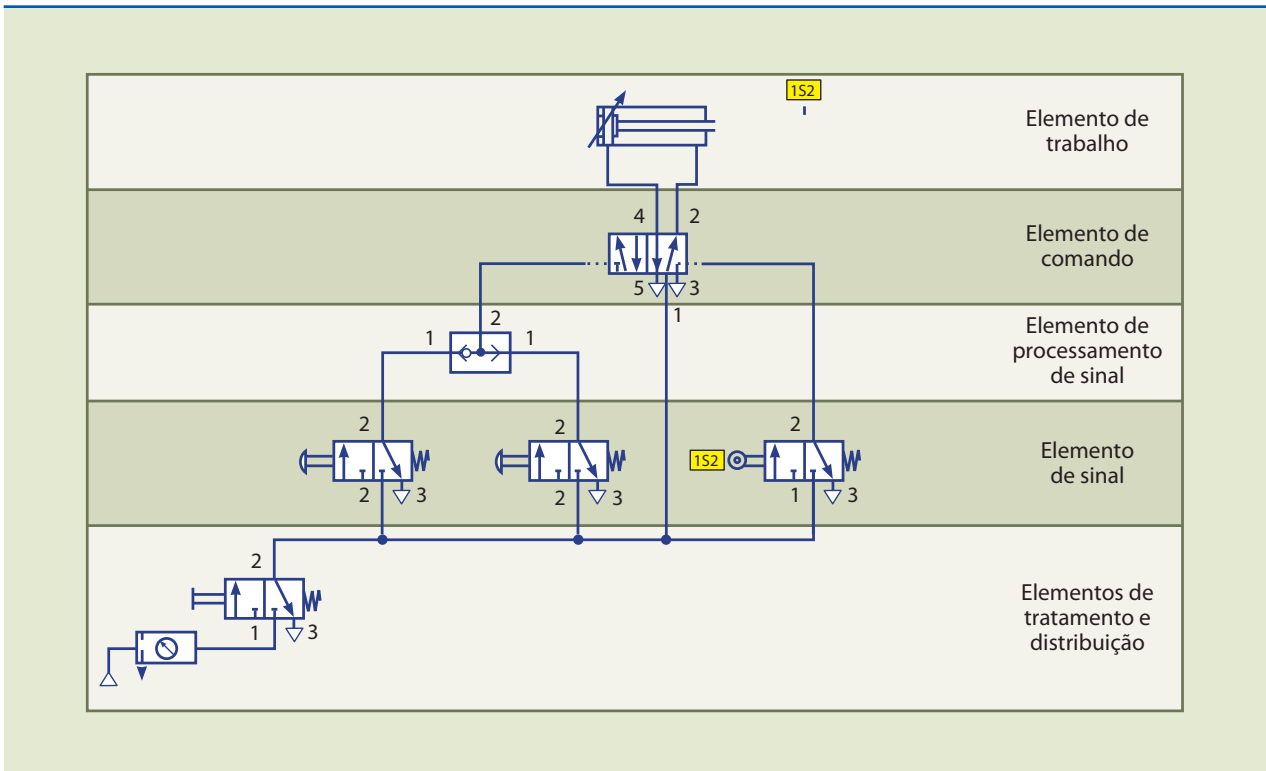 1S2
Elemento de
trabalho
4 2
Elemento de
comando
5 3
1
2
1 1
Elemento de
processamento
de sinal
2 2 2
1S2
Elemento
de sinal
2 3 2 3 1 3
2
1 3
Elementos de
tratamento e
distribuição